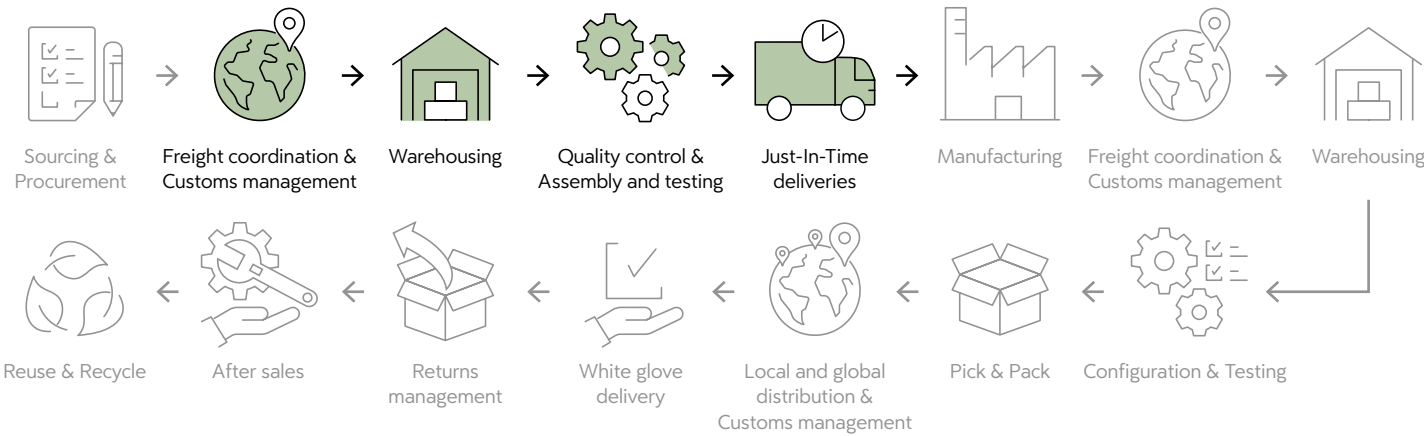 Sourcing &
Procurement
Freight coordination &
Customs management
Warehousing
Quality control &
Assembly and testing
Just-In-Time
deliveries
Manufacturing
Freight coordination &
Customs management
Warehousing
Configuration & Testing
Pick & Pack
Local and global
distribution &
Customs management
White glove
delivery
Returns
management
After sales
Reuse & Recycle